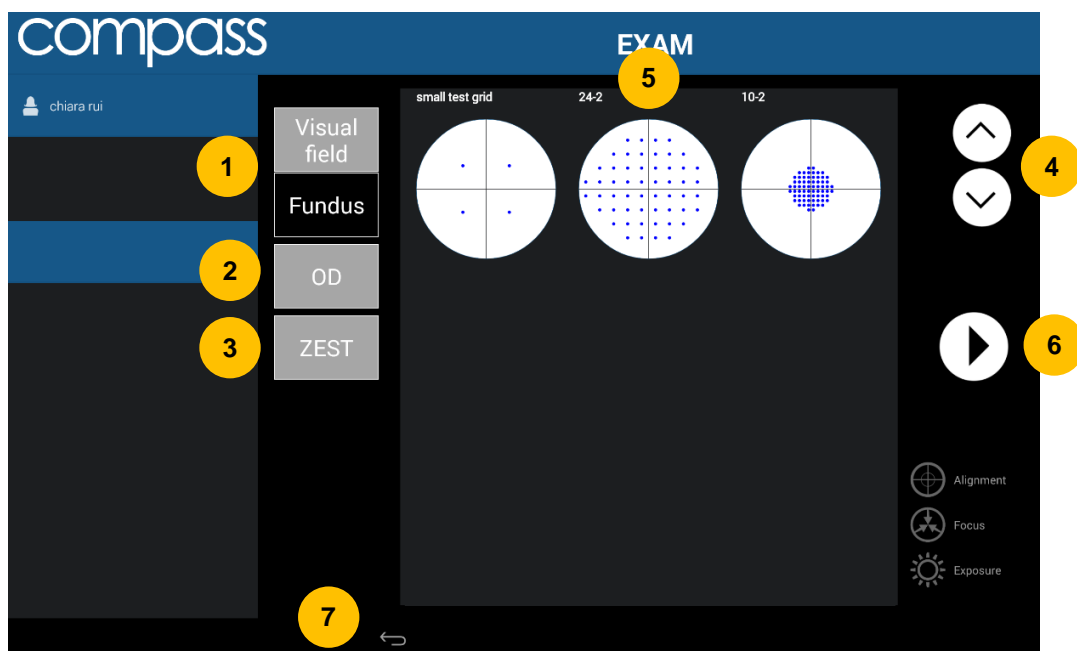 compass
EXAM
5
chiara rui
small test grid
24-2
10-2
Visual
field
1
4
Fundus
2
OD
3
ZEST
6
Alignment
Focus
Exposure
7